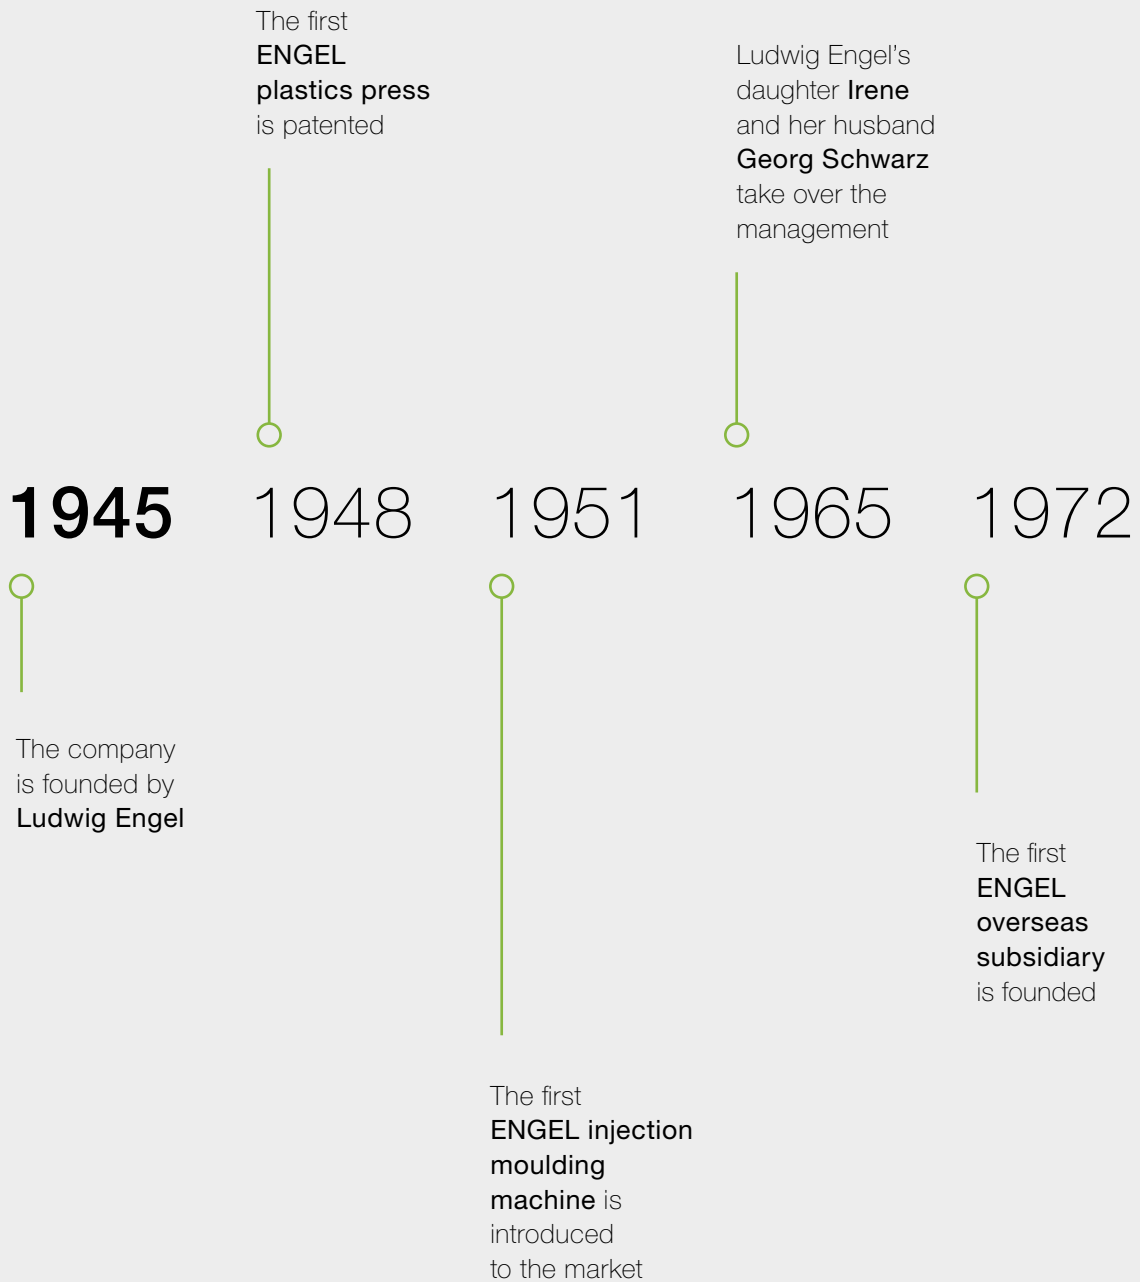 The first
ENGEL
plastics press
is patented
Ludwig Engel’s
daughter Irene
and her husband
Georg Schwarz
take over the
management
1945 1948 1951 1965 1972
The company
is founded by
Ludwig Engel
The first
ENGEL
overseas
subsidiary
is founded
The first
ENGEL injection
moulding
machine is
introduced
to the market